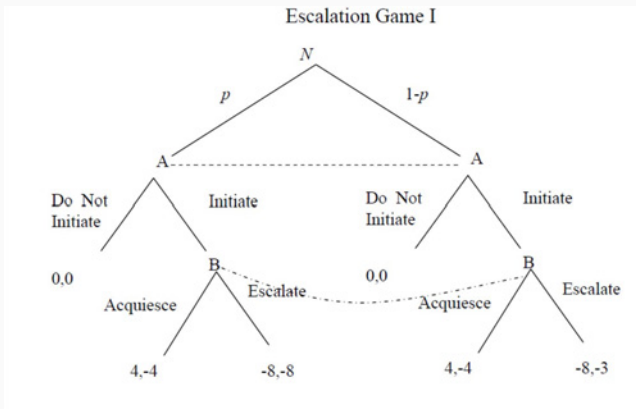 Escalation Game I
N
p
1-p
A
A
Do Not
Initiate
Initiate
Do Not
Initiate
Initiate
0,0
B
0,0
B
Acquiesce
Escalate
Acquiesce
Escalate
4,-4
-8,-8
4,-4
-8,-3